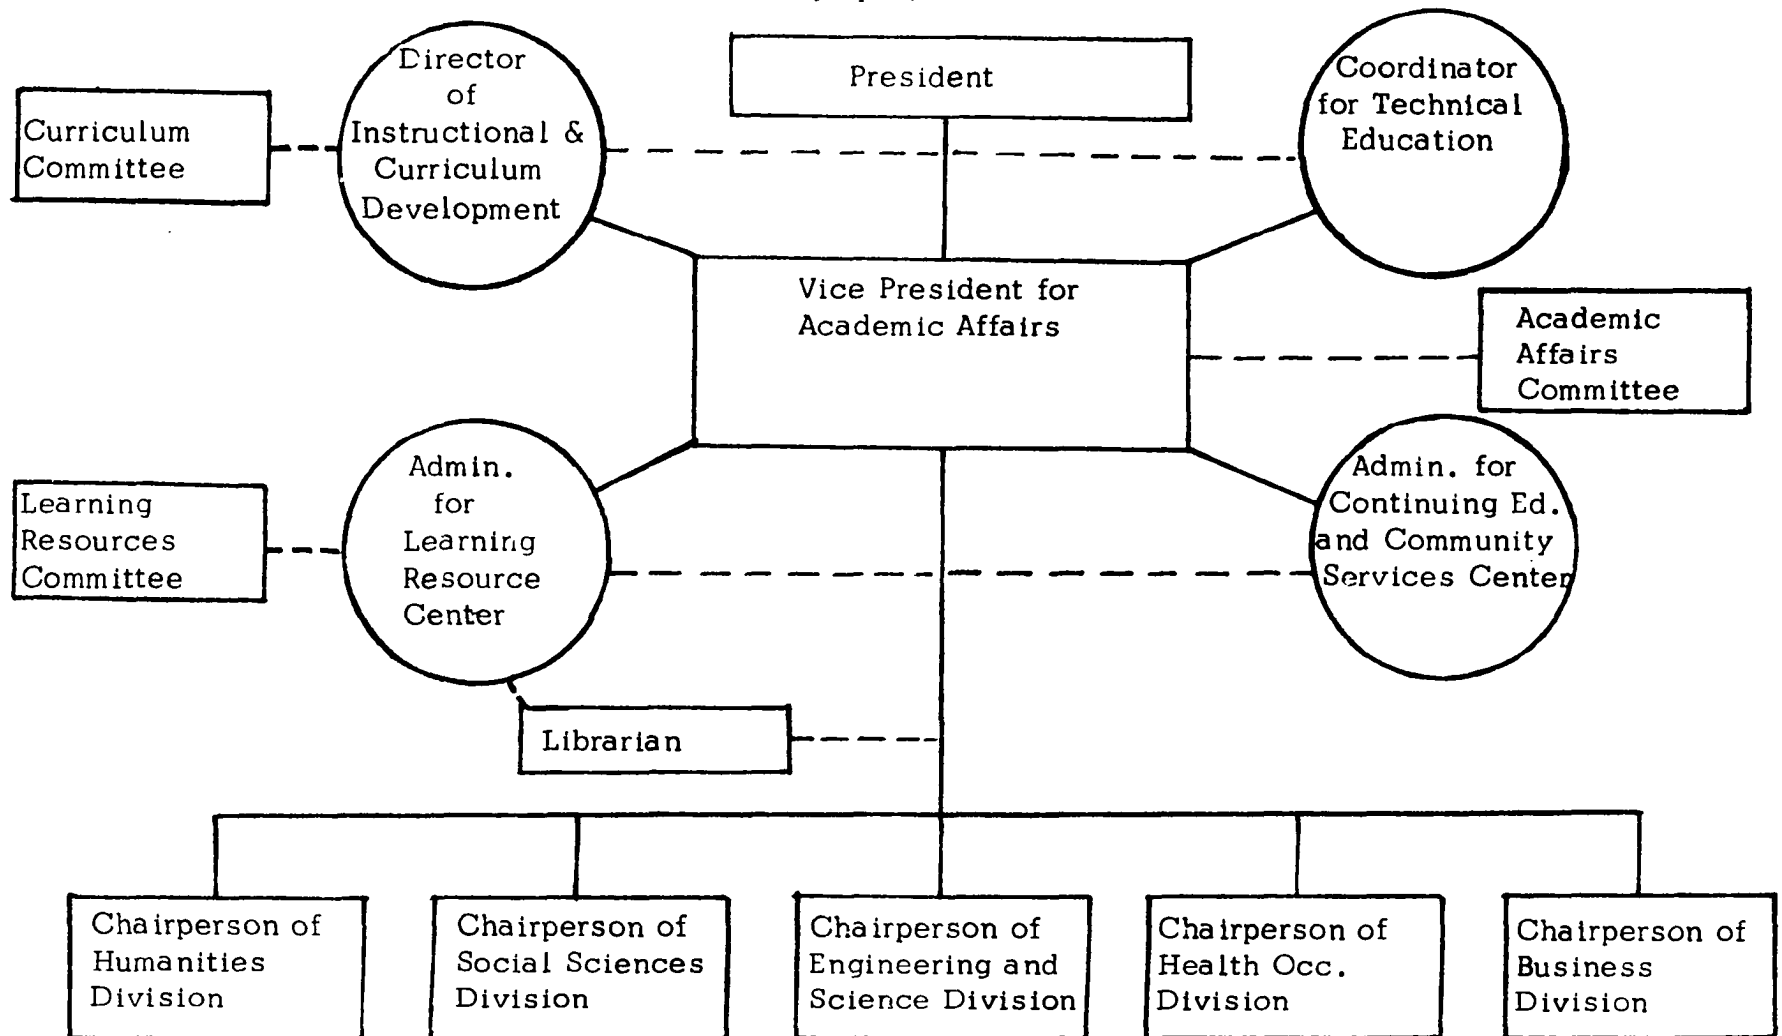 Director
of
Instructional &
Curriculum
Development
President
Coordinator
for Technical
Education
Curriculum
Committee
Vice President for
Academic Affairs
Academic
Affairs
Committee
Learning
Resources
Committee
Admin.
for
Learning
Resource
Center
Admin. for
Continuing Ed.
and Community
Services Center
Librarian
Chairperson of
Humanities
Division
Chairperson of
Social Sciences
Division
Chairperson of
Engineering and
Science Division
Chairperson of
Health Occ.
Division
Chairperson of
Business
Division